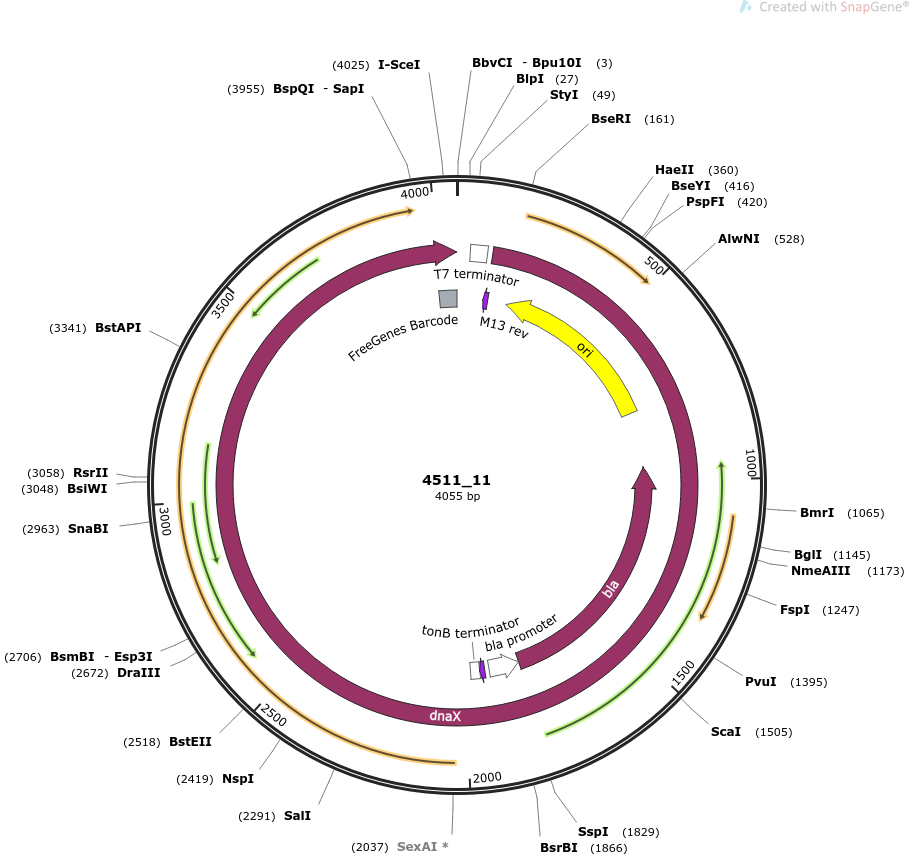 Created with SnapGene®
(4025) I-SceI
BbvCI - Bpu10I (3)
(3955) BspQI - SapI
BlpI (27)
StyI (49)
BseRI (161)
HaeII (360)
BseYI (416)
PspFI (420)
AlwNI (528)
4000
500
T7 terminator
3500
FreeGenes Barcode
M13 rev
ori
(3341) BstAPI
1000
(3058) RsrII
(3048) BsiWI
4511_11
4055 bp
BmrI (1065)
(2963) SnaBI
3000
BglI (1145)
NmeAIII (1173)
bla
FspI (1247)
tonB terminator
bla promoter
(2706) BsmBI - Esp3I
(2672) DraIII
1500
PvuI (1395)
dnaX
2500
ScaI (1505)
(2518) BstEII
(2419) NspI
2000
(2291) SalI
SspI (1829)
(2037) SexAI *
BsrBI (1866)